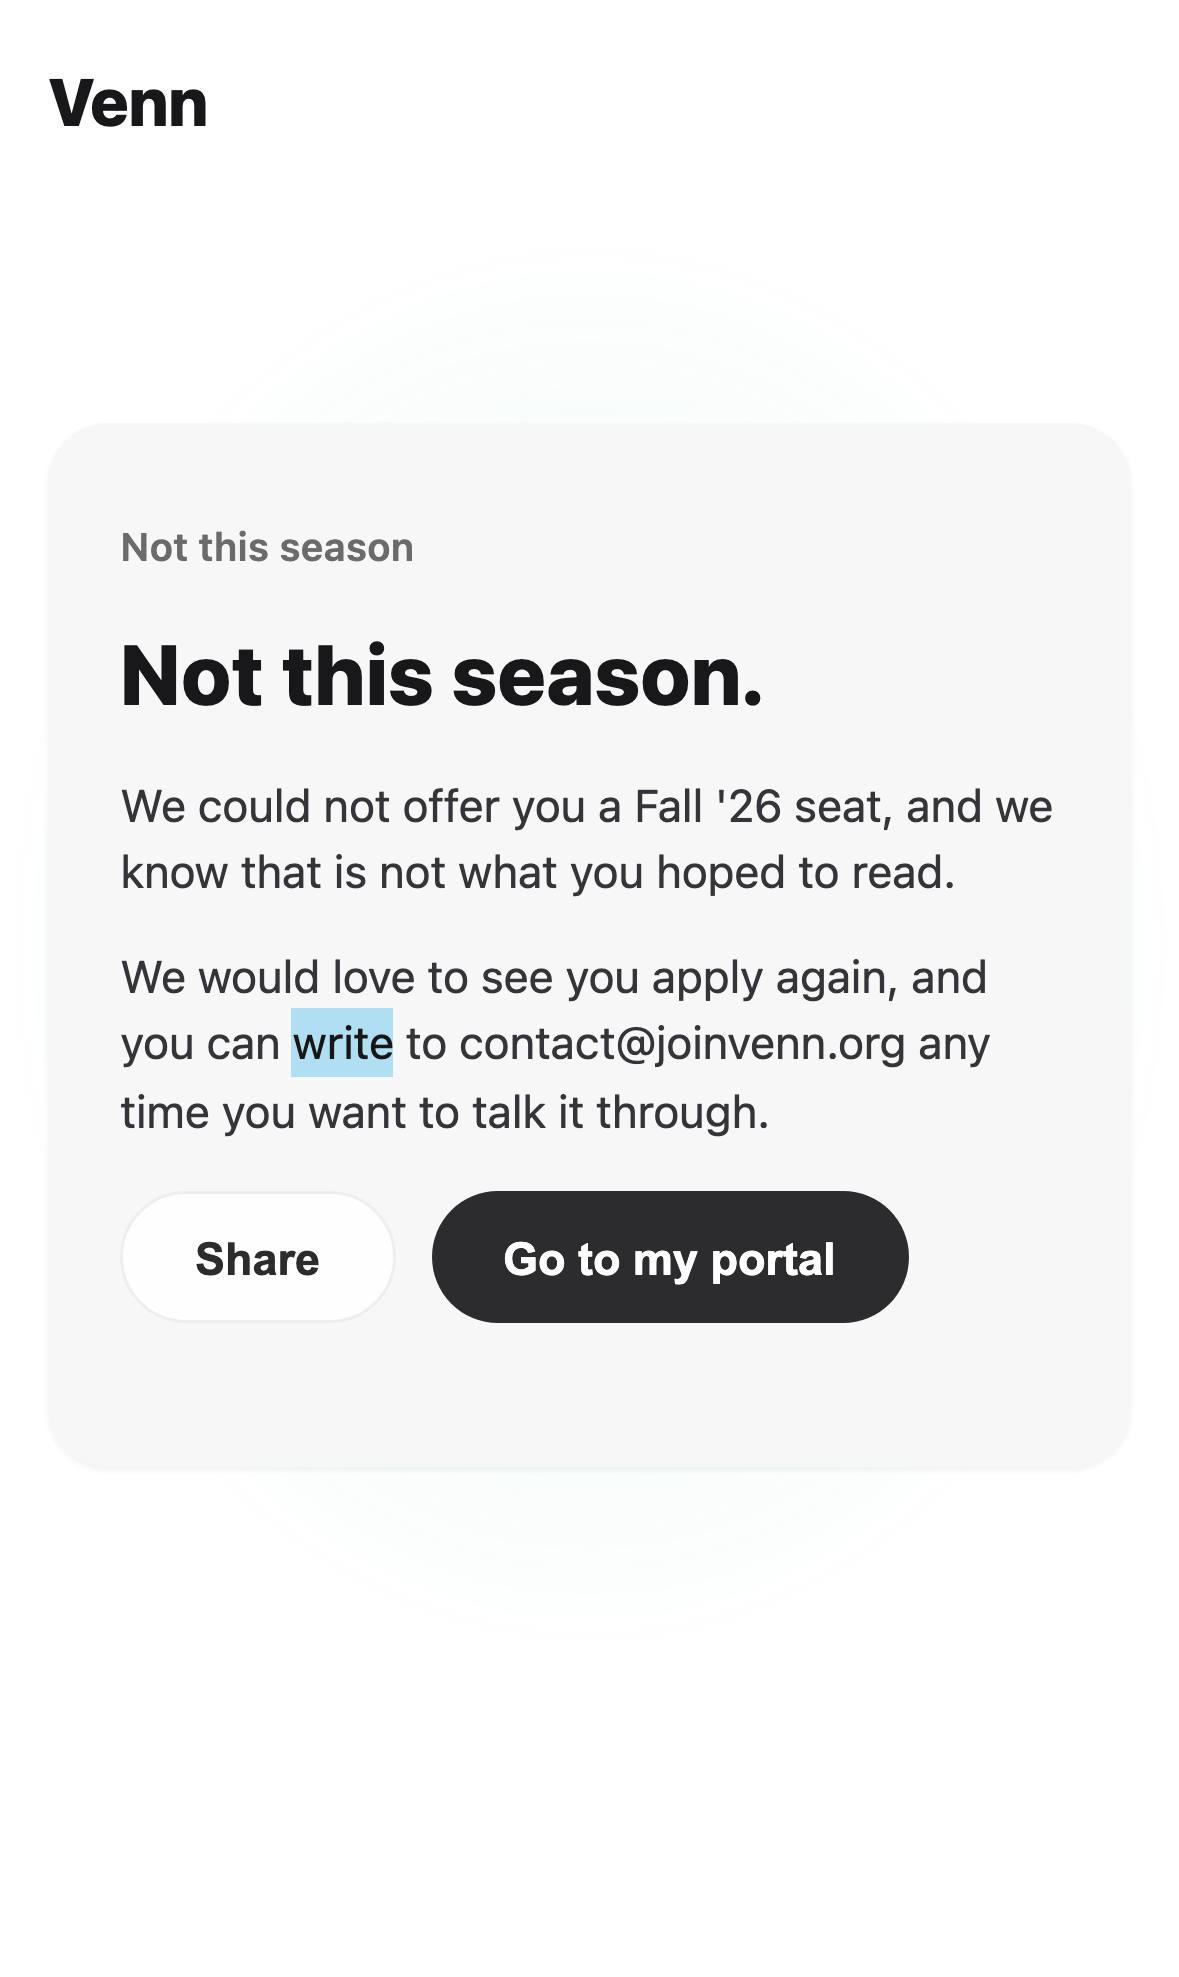 Venn
Not this season
Not this season.
We could not offer you a Fall '26 seat, and we
know that is not what you hoped to read.
We would love to see you apply again, and
you can write to contact@joinvenn.org any
time you want to talk it through.
Share
Go to my portal